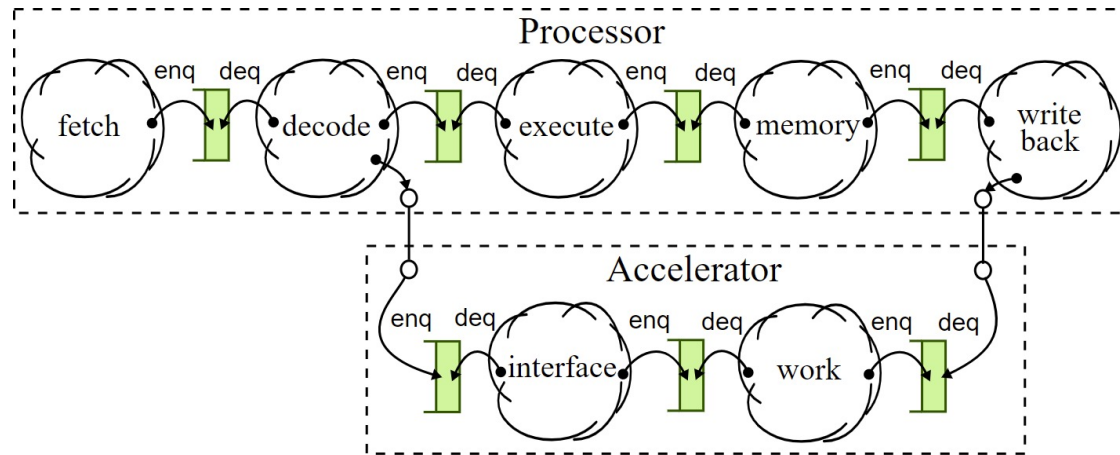 Processor
enq deq enq deq enq deq enq deq
fetch decode execute memory write back
Accelerator
enq deq enq deq enq deq
interface work